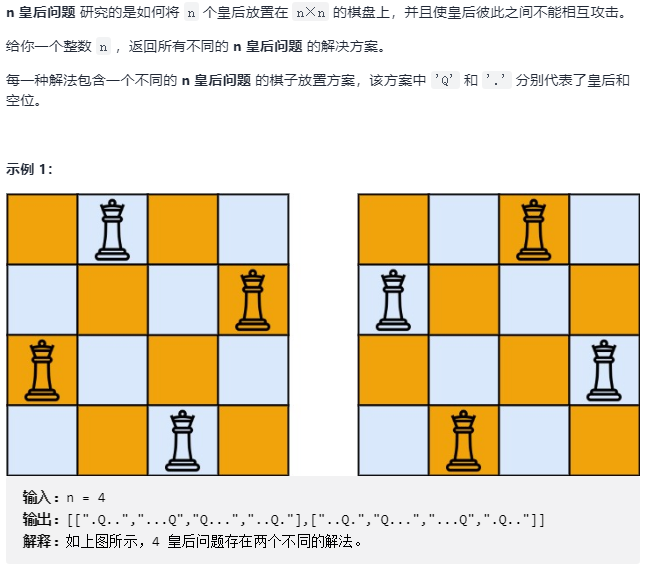 n 皇后问题 研究的是如何将 n 个皇后放置在 n×n 的棋盘上，并且使皇后彼此之间不能相互攻击。
给你一个整数 n ，返回所有不同的 n 皇后问题 的解决方案。
每一种解法包含一个不同的 n 皇后问题 的棋子放置方案，该方案中 'Q' 和 '.' 分别代表了皇后和
空位。
示例 1：
输入：n = 4
输出：[[".Q..","...Q","Q...","..Q."],["..Q.","Q...","...Q",".Q.."]]
解释：如上图所示，4 皇后问题存在两个不同的解法。